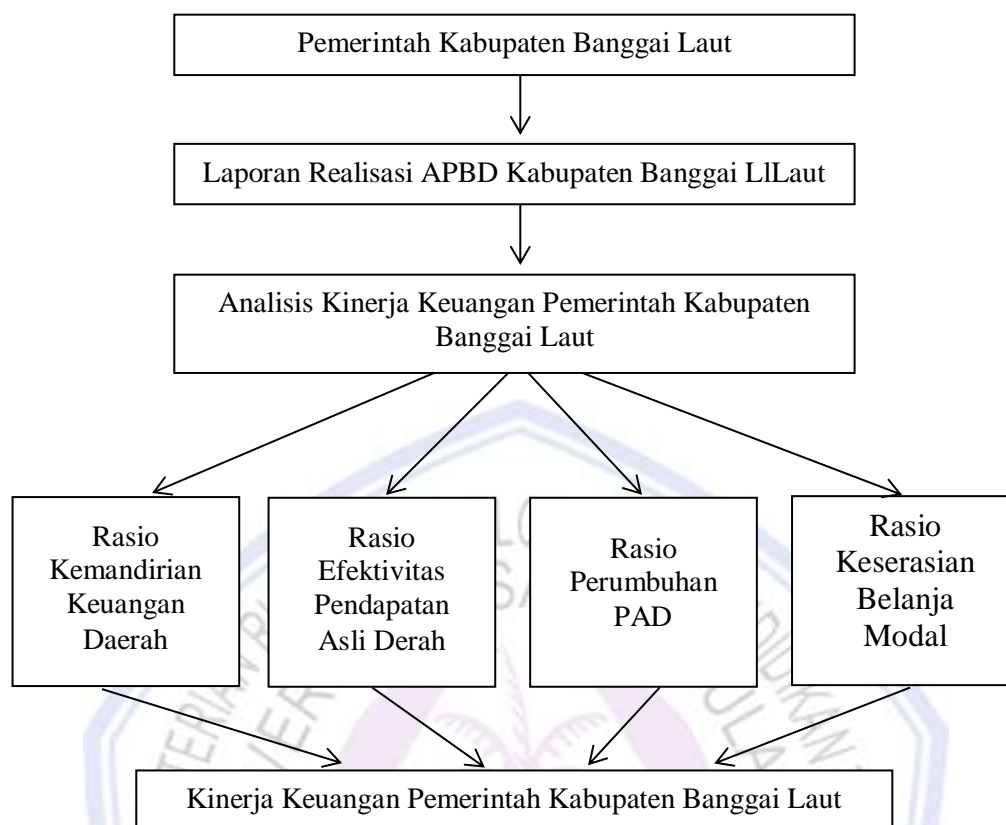 Pemerintah Kabupaten Banggai Laut
Laporan Realisasi APBD Kabupaten Banggai LlLaut
Analisis Kinerja Keuangan Pemerintah Kabupaten
Banggai Laut
Rasio
Kemandirian
Keuangan
Daerah
Rasio
Efektivitas
Pendapatan
Asli Derah
Rasio
Perumbuhan
PAD
Rasio
Keserasian
Belanja
Modal
Kinerja Keuangan Pemerintah Kabupaten Banggai Laut